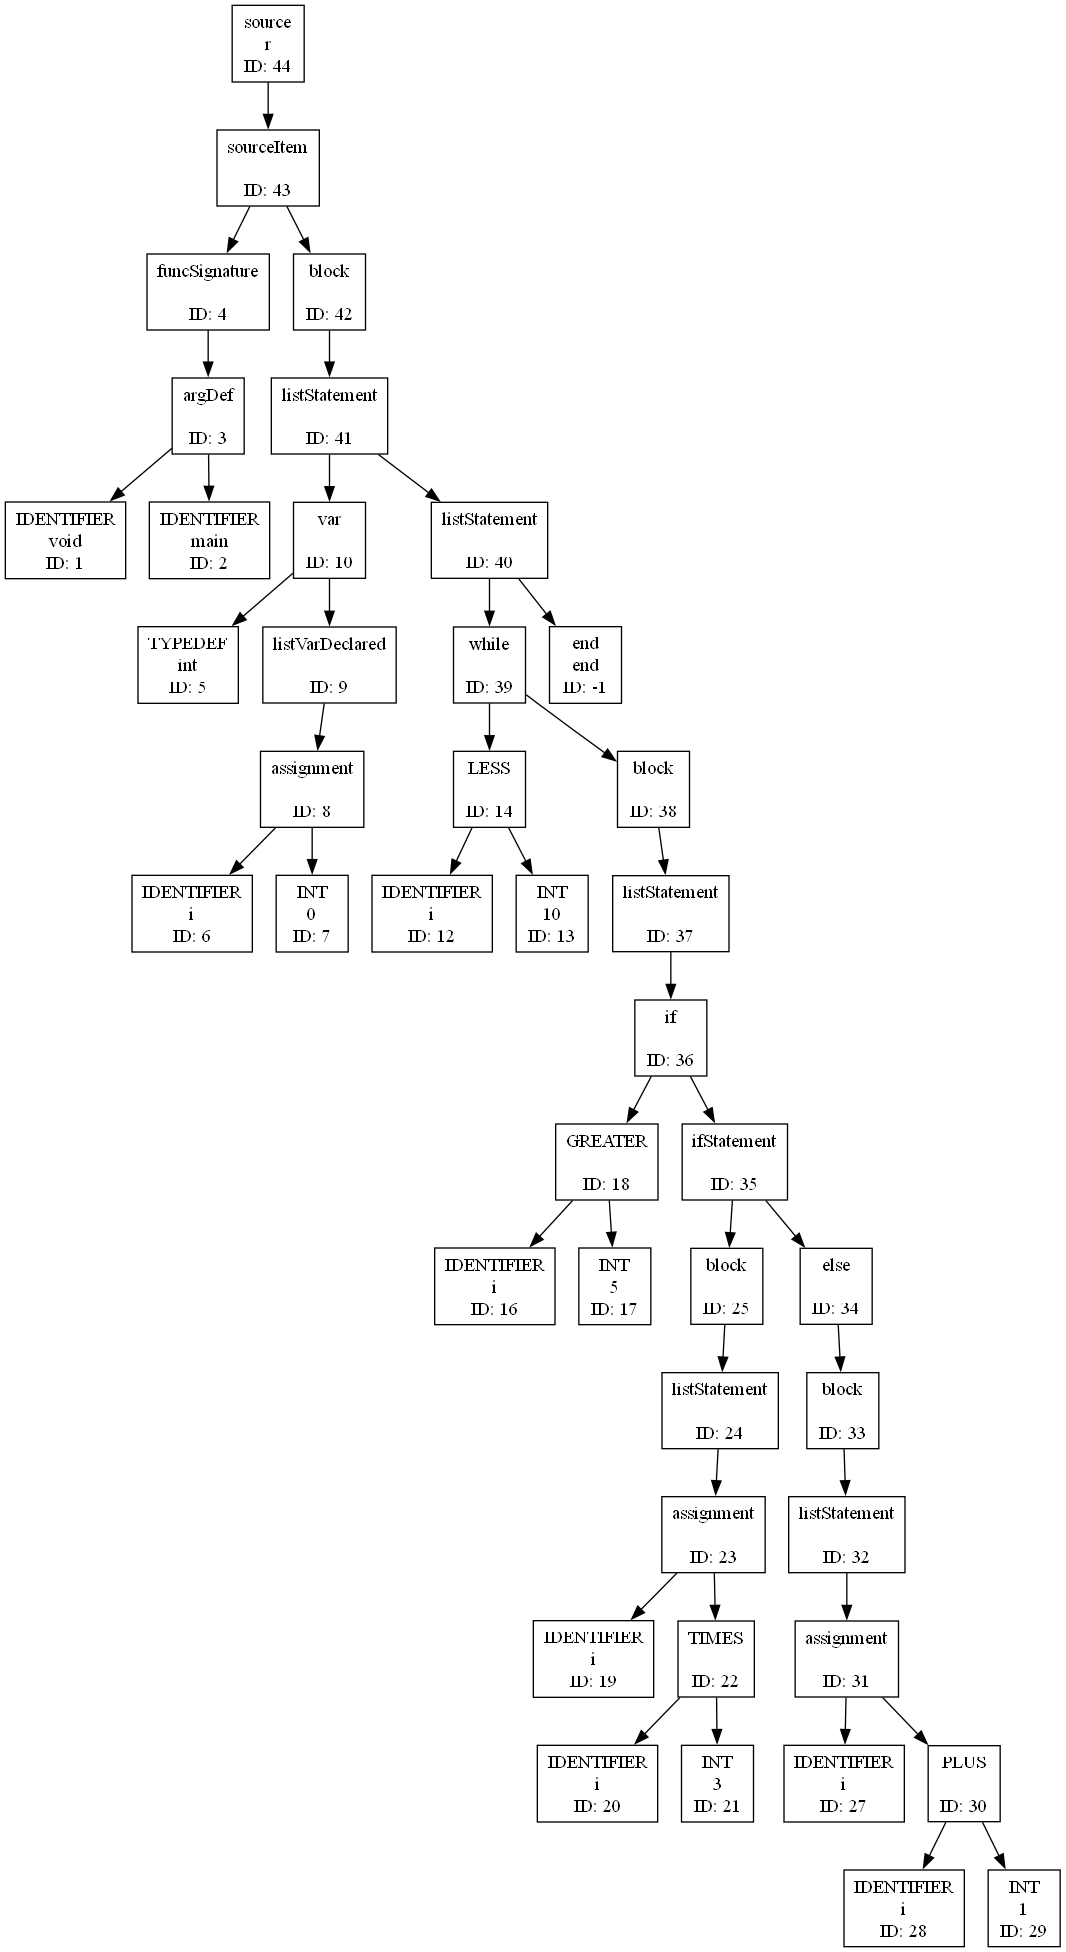 source
r
ID: 44
sourceItem
ID: 43
funcSignature
ID: 4
block
ID: 42
argDef
ID: 3
listStatement
ID: 41
IDENTIFIER
void
ID: 1
IDENTIFIER
main
ID: 2
var
ID: 10
listStatement
ID: 40
TYPEDEF
int
ID: 5
listVarDeclared
ID: 9
while
ID: 39
end
end
ID: -1
assignment
ID: 8
LESS
ID: 14
block
ID: 38
IDENTIFIER
i
ID: 6
INT
0
ID: 7
IDENTIFIER
i
ID: 12
INT
10
ID: 13
listStatement
ID: 37
if
ID: 36
GREATER
ID: 18
ifStatement
ID: 35
IDENTIFIER
i
ID: 16
INT
5
ID: 17
block
ID: 25
else
ID: 34
listStatement
ID: 24
block
ID: 33
assignment
ID: 23
listStatement
ID: 32
IDENTIFIER
i
ID: 19
TIMES
ID: 22
assignment
ID: 31
IDENTIFIER
i
ID: 20
INT
3
ID: 21
IDENTIFIER
i
ID: 27
PLUS
ID: 30
IDENTIFIER
i
ID: 28
INT
1
ID: 29